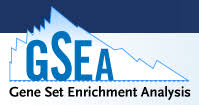 GSEA
Gene Set Enrichment Analysis